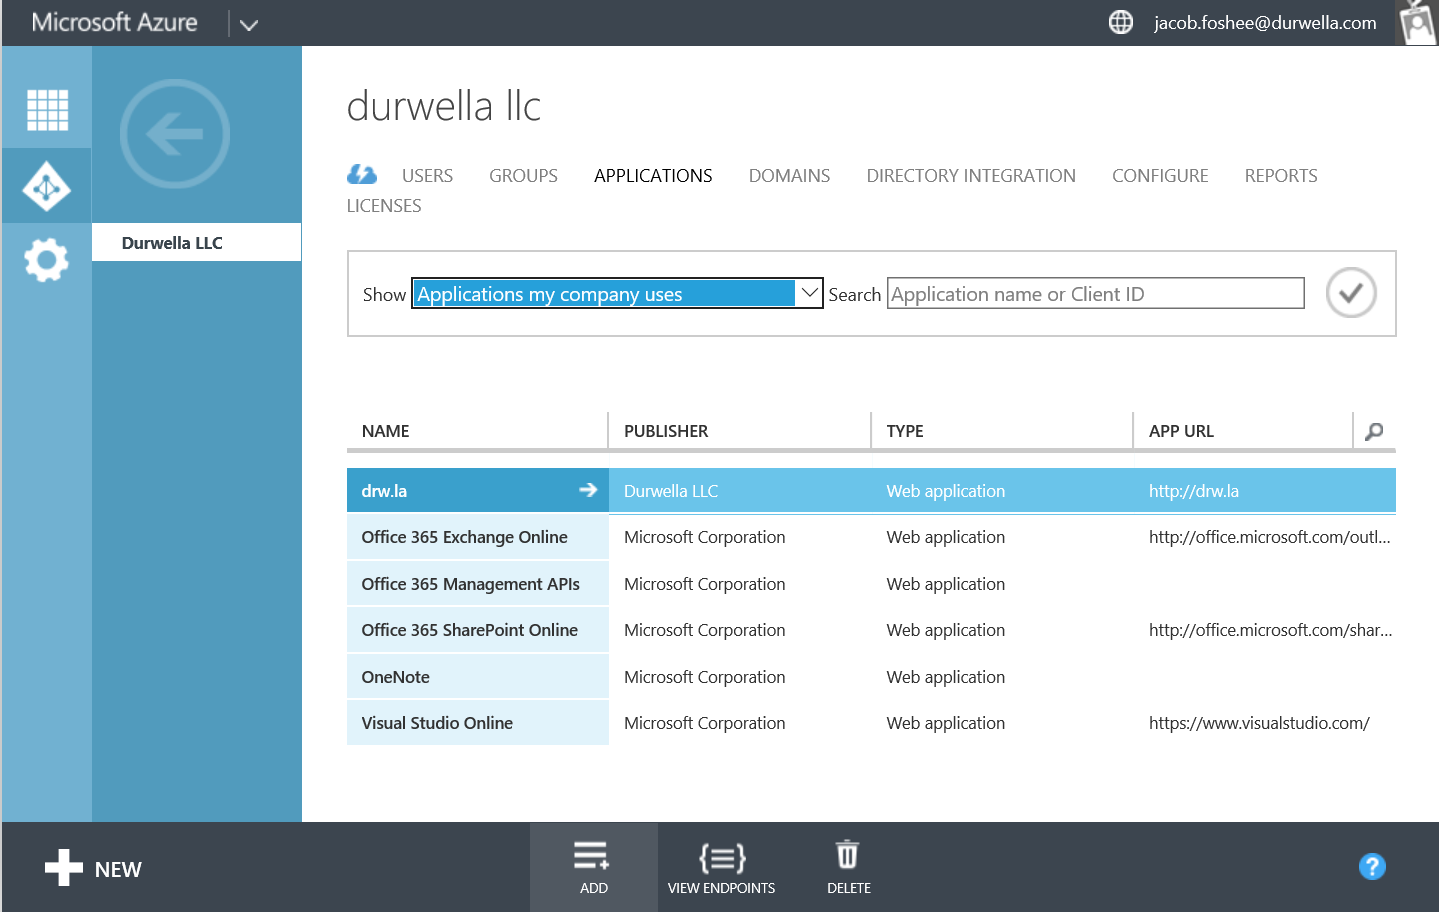 Microsoft Azure
jacob.foshee@durwella.com
durwella llc
USERS GROUPS APPLICATIONS DOMAINS DIRECTORY INTEGRATION CONFIGURE REPORTS
LICENSES
Durwella LLC
Show Applications my company uses Search Application name or Client ID
NAME PUBLISHER TYPE APP URL
drw.la Durwella LLC Web application http://drw.la
Office 365 Exchange Online Microsoft Corporation Web application http://office.microsoft.com/outl...
Office 365 Management APIs Microsoft Corporation Web application
Office 365 SharePoint Online Microsoft Corporation Web application http://office.microsoft.com/shar...
OneNote Microsoft Corporation Web application
Visual Studio Online Microsoft Corporation Web application https://www.visualstudio.com/
NEW
ADD VIEW ENDPOINTS DELETE
?